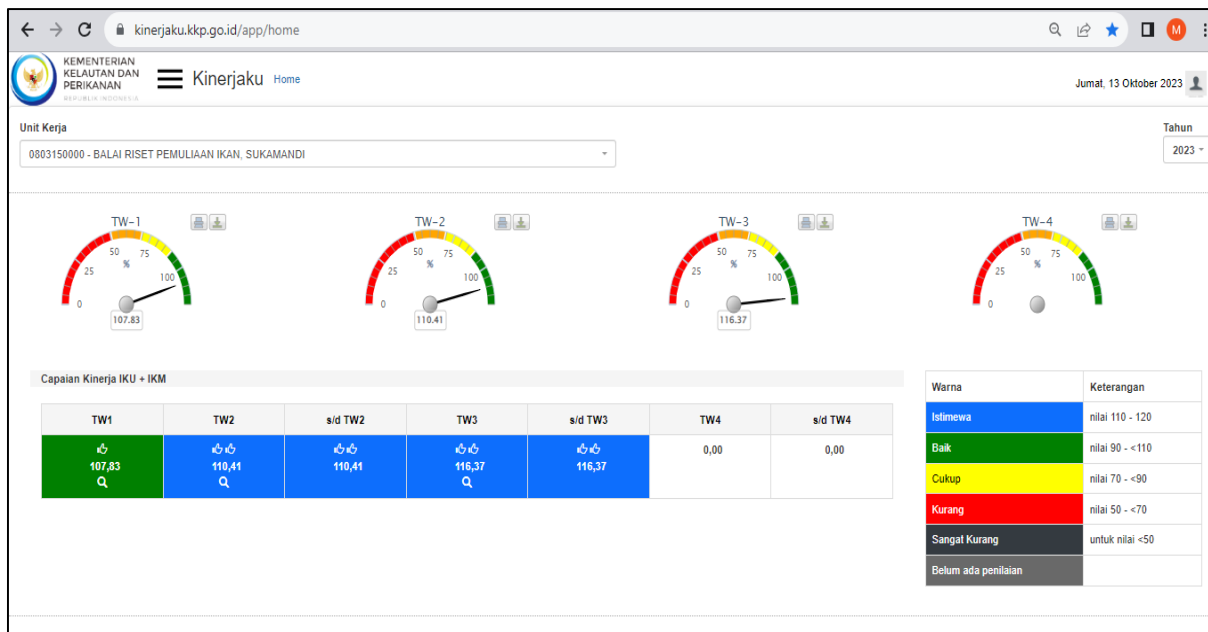 kinerjaku.kkp.go.id/app/home
M
KEMENTERIAN
KELAUTAN DAN
PERIKANAN
REPUBLIK INDONESIA
Kinerjaku Home
Jumat, 13 Oktober 2023
Unit Kerja
Tahun
0803150000 - BALAI RISET PEMULIAAN IKAN, SUKAMANDI
2023
TW-1
0 25 50 75 100
%
107.83
TW-2
0 25 50 75 100
%
110.41
TW-3
0 25 50 75 100
%
116.37
TW-4
0 25 50 75 100
%
Capaian Kinerja IKU + IKM
TW1 TW2 s/d TW2 TW3 s/d TW3 TW4 s/d TW4
107,83 110,41 110,41 116,37 116,37 0,00 0,00
Warna Keterangan
Istimewa nilai 110 - 120
Baik nilai 90 - <110
Cukup nilai 70 - <90
Kurang nilai 50 - <70
Sangat Kurang untuk nilai <50
Belum ada penilaian